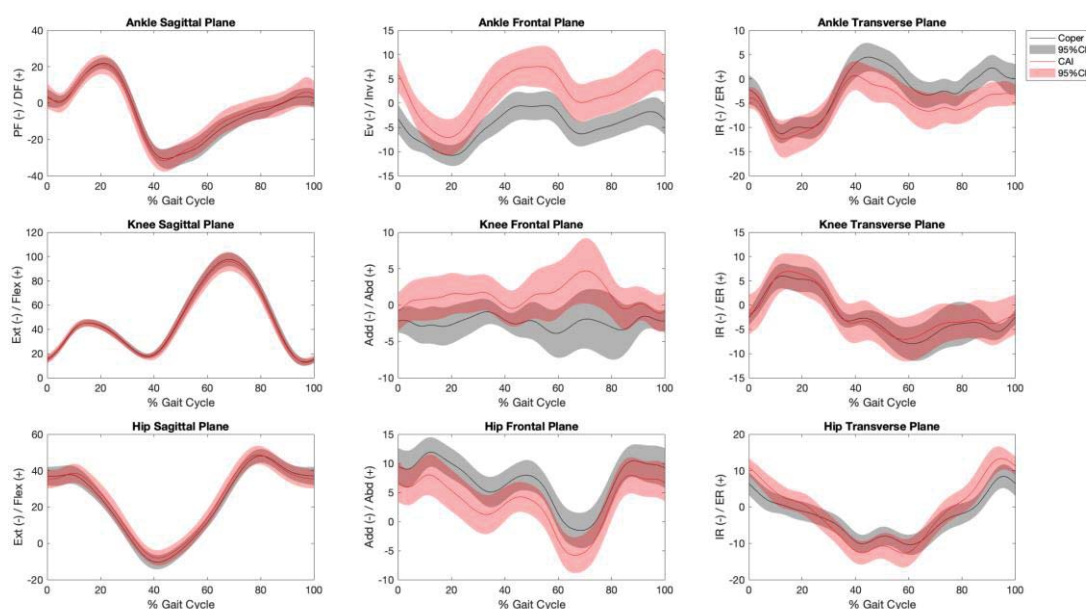 Ankle Sagittal Plane
PF (-) / DF (+)
40
20
0
-20
-40
0 20 40 60 80 100
% Gait Cycle
Ankle Frontal Plane
Ev (-) / Inv (+)
15
10
5
0
-5
-10
-15
0 20 40 60 80 100
% Gait Cycle
Ankle Transverse Plane
IR (-) / ER (+)
10
5
0
-5
-10
-15
-20
0 20 40 60 80 100
% Gait Cycle
Coper
95%CI
CAI
95%CI
Knee Sagittal Plane
Ext (-) / Flex (+)
120
100
80
60
40
20
0
0 20 40 60 80 100
% Gait Cycle
Knee Frontal Plane
Add (-) / Abd (+)
10
5
0
-5
-10
0 20 40 60 80 100
% Gait Cycle
Knee Transverse Plane
IR (-) / ER (+)
15
10
5
0
-5
-10
-15
0 20 40 60 80 100
% Gait Cycle
Hip Sagittal Plane
Ext (-) / Flex (+)
60
40
20
0
-20
0 20 40 60 80 100
% Gait Cycle
Hip Frontal Plane
Add (-) / Abd (+)
15
10
5
0
-5
-10
0 20 40 60 80 100
% Gait Cycle
Hip Transverse Plane
IR (-) / ER (+)
20
10
0
-10
-20
0 20 40 60 80 100
% Gait Cycle